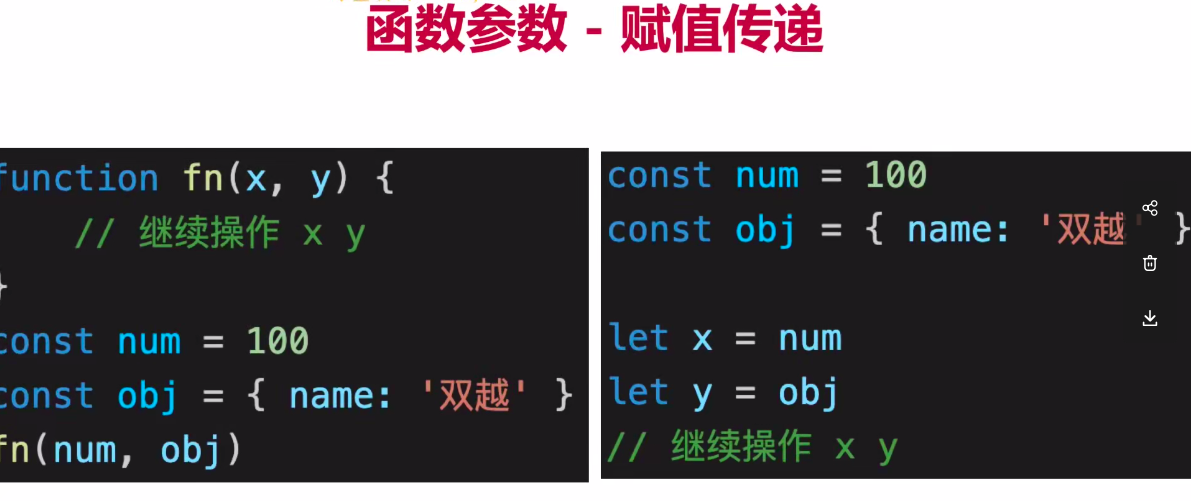 函数参数 - 赋值传递
function fn(x, y) {
// 继续操作 x y
}
const num = 100
const obj = { name: '双越' }
fn(num, obj)
const num = 100
const obj = { name: '双越' }
let x = num
let y = obj
// 继续操作 x y